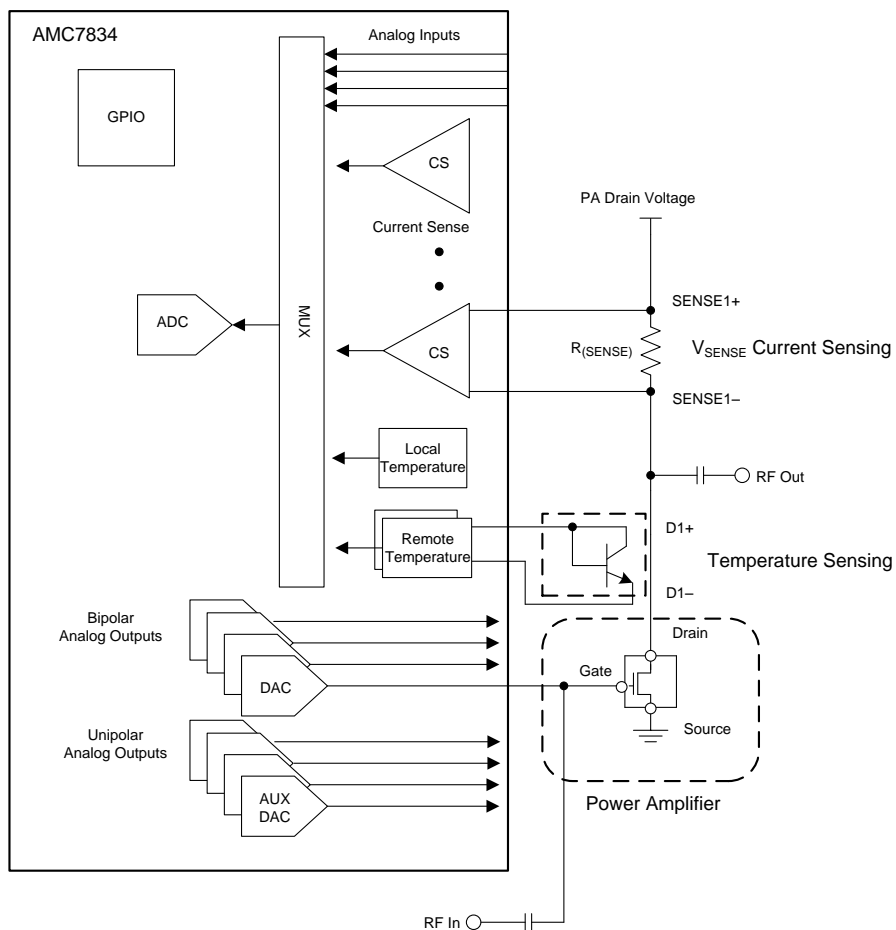 AMC7834
Analog Inputs
GPIO
CS
PA Drain Voltage
Current Sense
SENSE1+
ADC
MUX
CS
R(SENSE)
VSENSE Current Sensing
SENSE1–
Local
Temperature
RF Out
D1+
Remote
Temperature
Temperature Sensing
D1–
Bipolar
Analog Outputs
Drain
Gate
DAC
Source
Unipolar
Analog Outputs
AUX
DAC
Power Amplifier
RF In